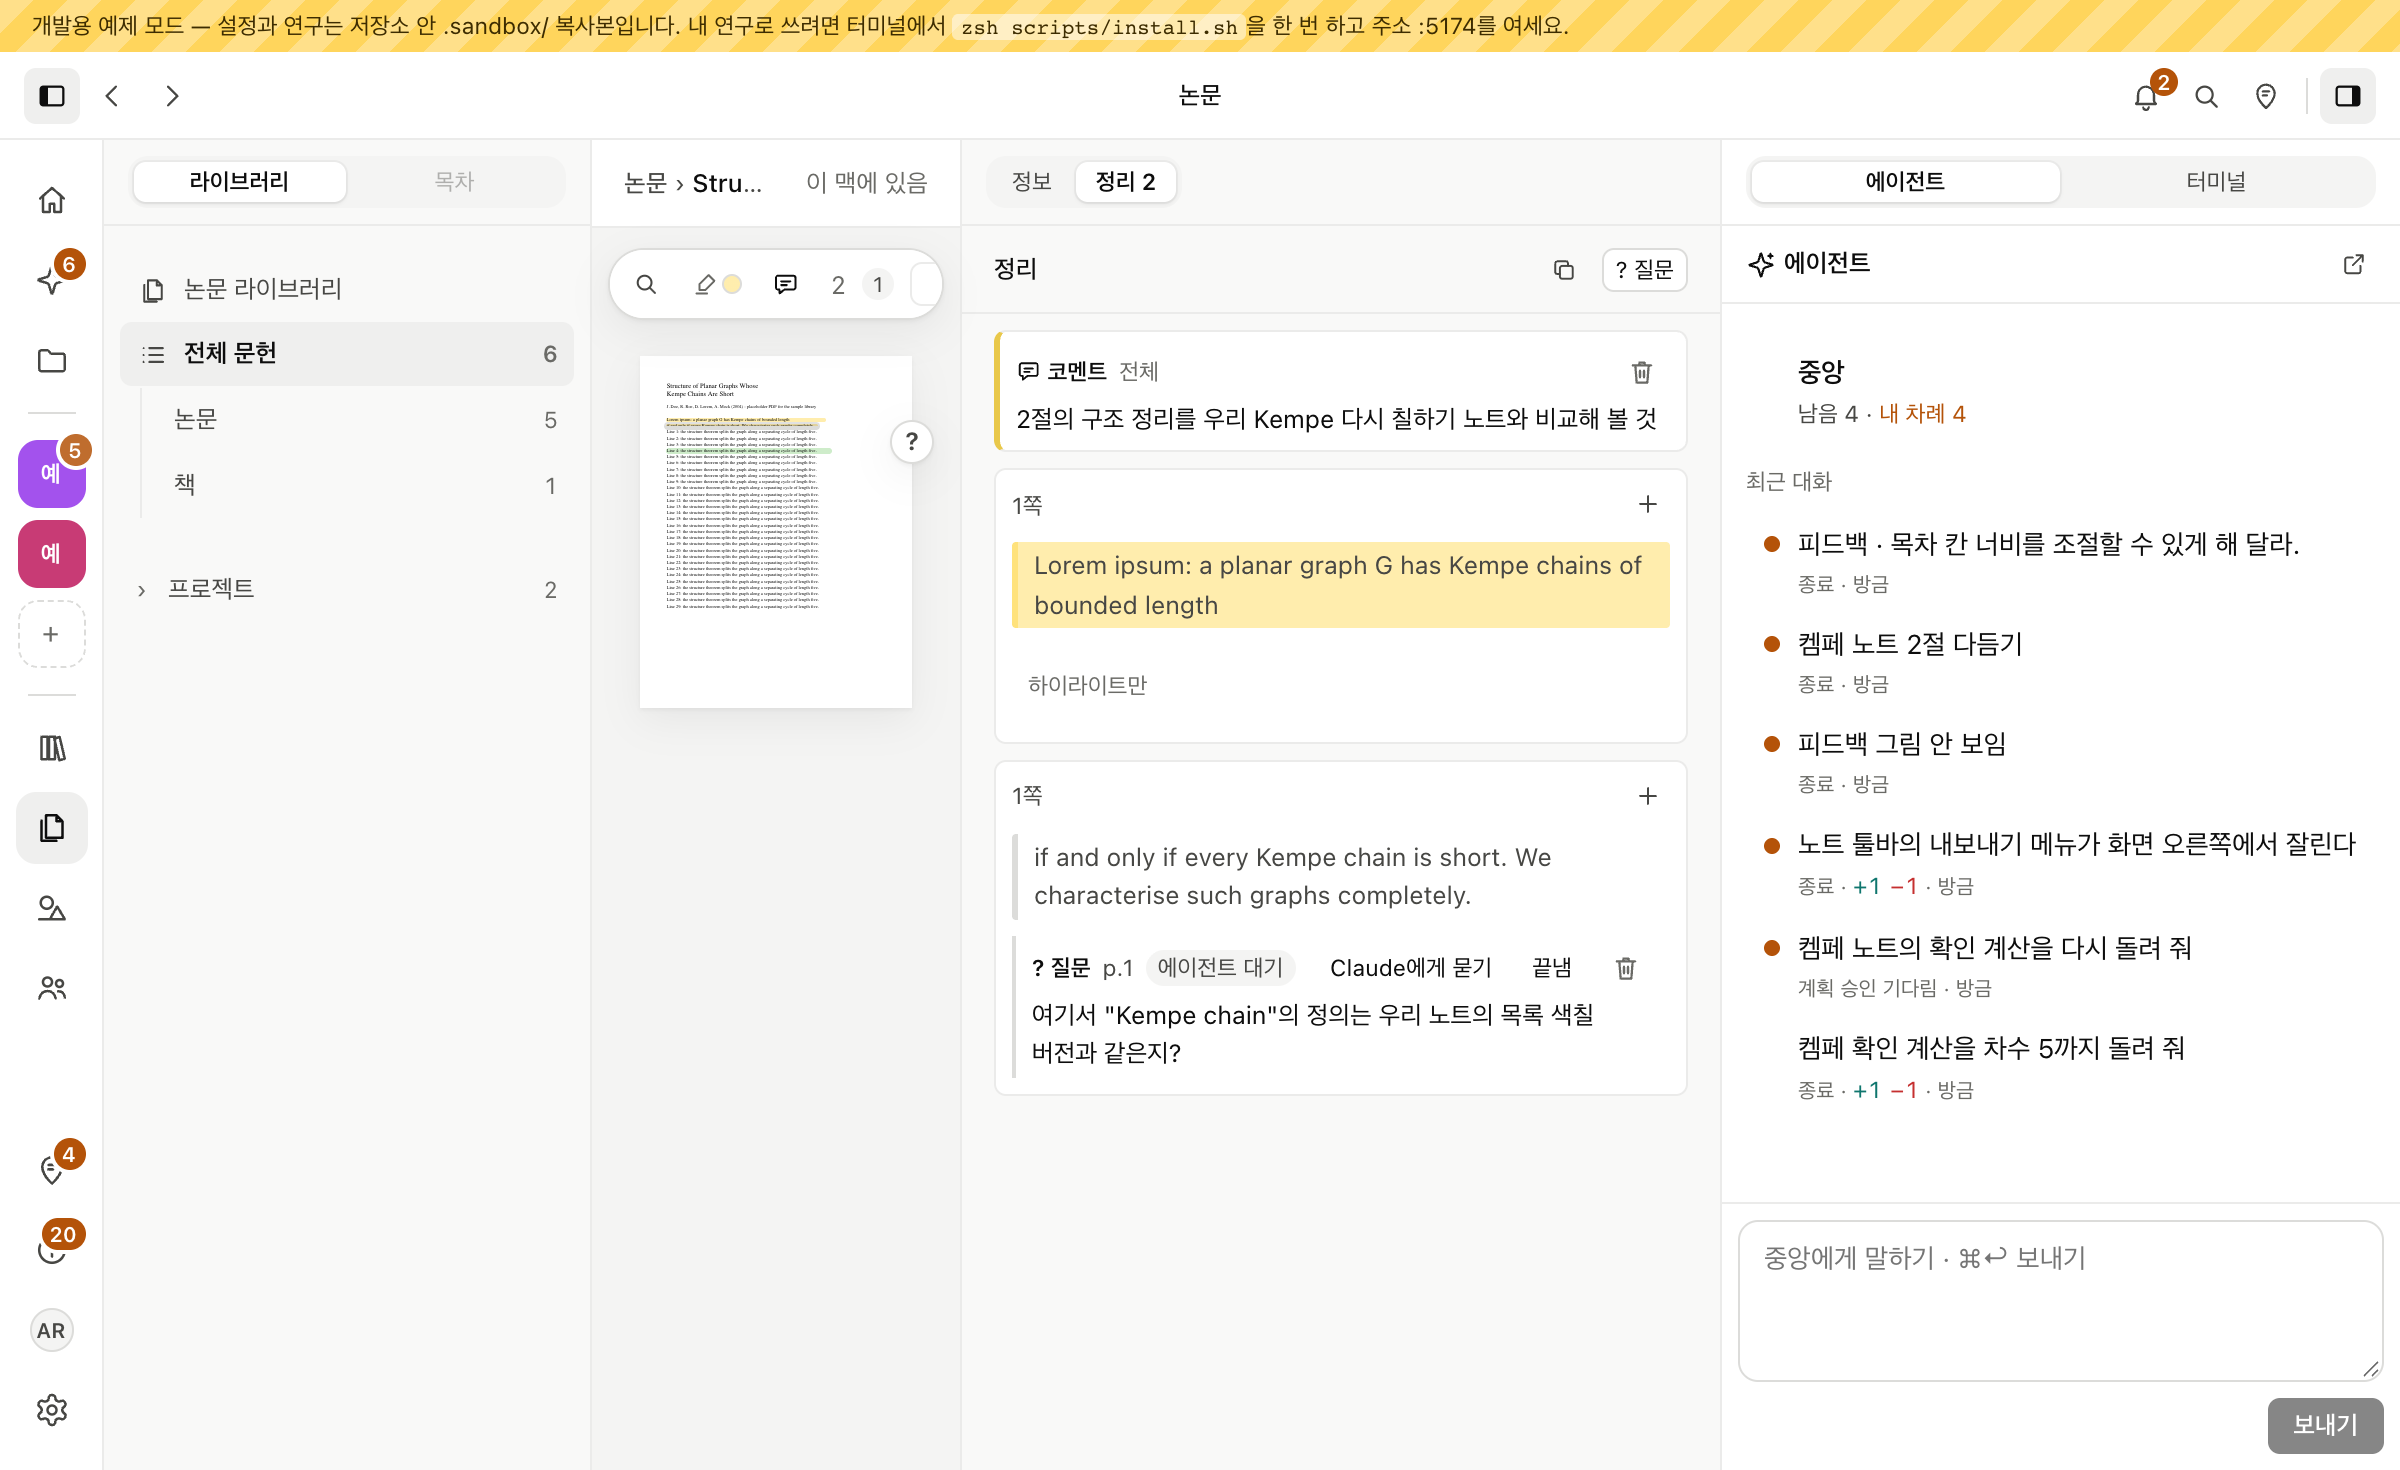 개발용 예제 모드 — 설정과 연구는 저장소 안 .sandbox/ 복사본입니다. 내 연구로 쓰려면 터미널에서 zsh scripts/install.sh을 한 번 하고 주소 :5174를 여세요.
논문
2
6
5
예
예
+
4
20
AR
라이브러리
목차
논문 라이브러리
전체 문헌 6
논문 5
책 1
› 프로젝트 2
논문 › Stru... 이 맥에 있음
2 1
Structure of Planar Graphs Whose
Kempe Chains Are Short
?
정보
정리 2
정리
? 질문
코멘트 전체
2절의 구조 정리를 우리 Kempe 다시 칠하기 노트와 비교해 볼 것
1쪽
+
Lorem ipsum: a planar graph G has Kempe chains of
bounded length
하이라이트만
1쪽
+
if and only if every Kempe chain is short. We
characterise such graphs completely.
? 질문 p.1 에이전트 대기 Claude에게 묻기 끝냄
여기서 "Kempe chain"의 정의는 우리 노트의 목록 색칠
버전과 같은지?
에이전트
터미널
에이전트
중앙
남음 4 · 내 차례 4
최근 대화
피드백 · 목차 칸 너비를 조절할 수 있게 해 달라.
종료 · 방금
켐페 노트 2절 다듬기
종료 · 방금
피드백 그림 안 보임
종료 · 방금
노트 툴바의 내보내기 메뉴가 화면 오른쪽에서 잘린다
종료 · +1 −1 · 방금
켐페 노트의 확인 계산을 다시 돌려 줘
계획 승인 기다림 · 방금
켐페 확인 계산을 차수 5까지 돌려 줘
종료 · +1 −1 · 방금
중앙에게 말하기 · ⌘↩ 보내기
보내기